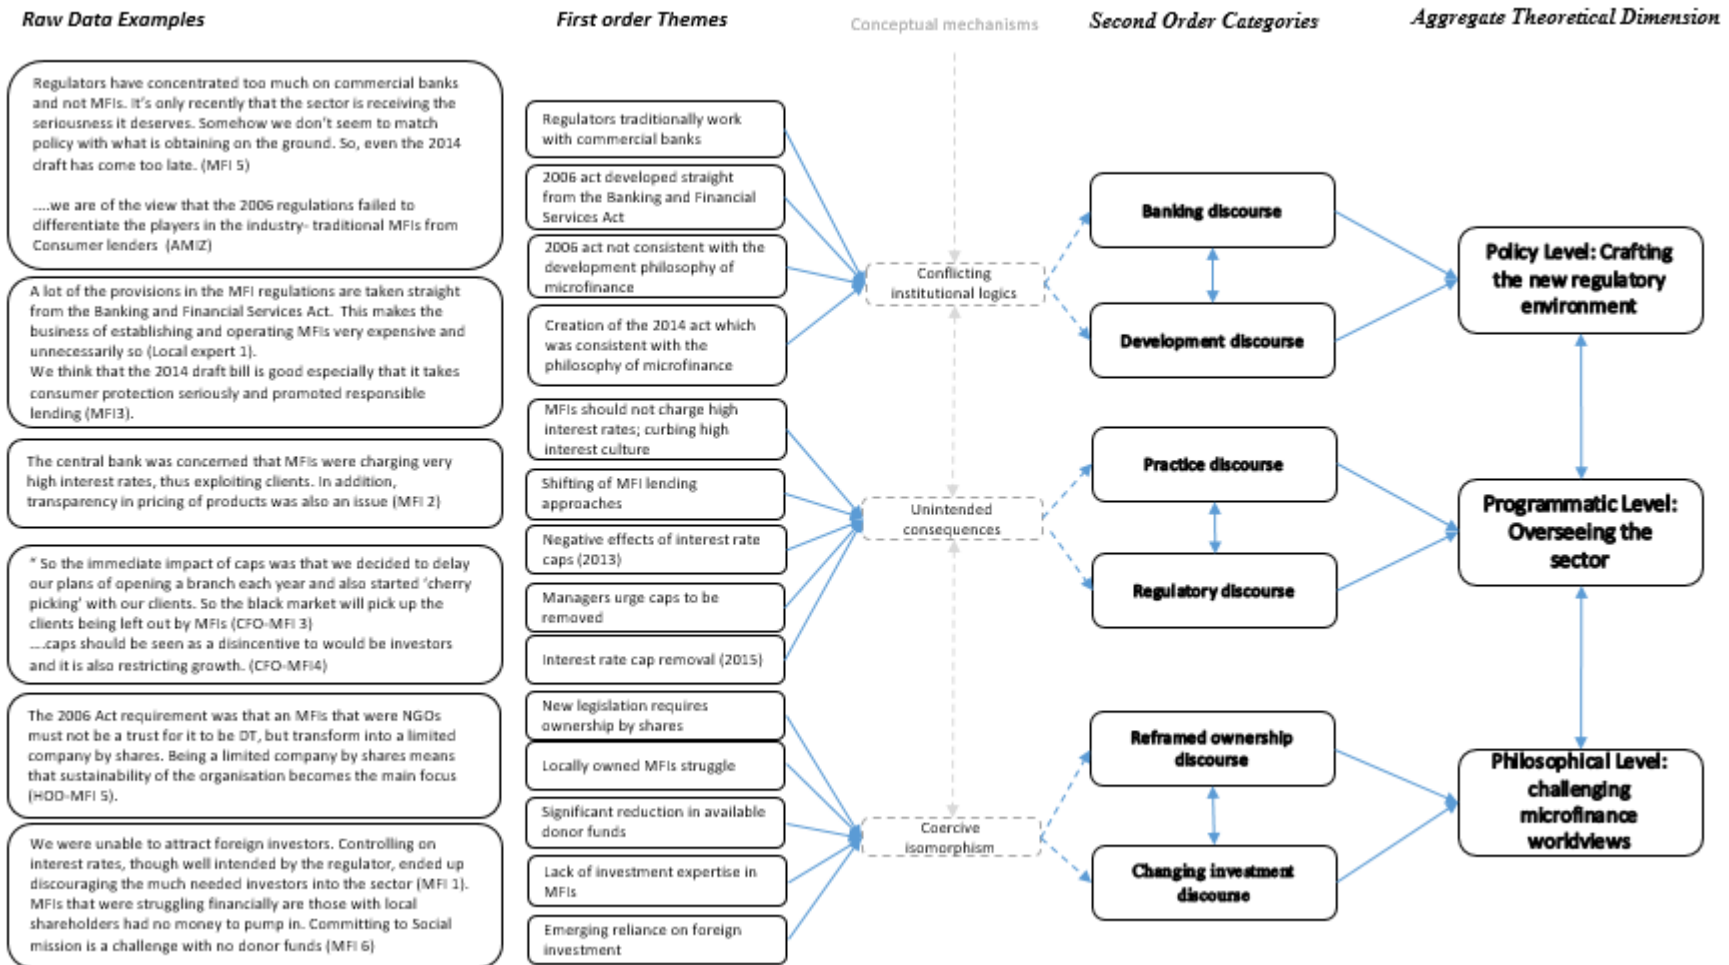 Raw Data Examples
First order Themes
Conceptual mechanisms
Second Order Categories
Aggregate Theoretical Dimension
Regulators have concentrated too much on commercial banks
and not MFIs. It's only recently that the sector is receiving the
seriousness it deserves. Somehow we don't seem to match
policy with what is obtaining on the ground. So, even the 2014
draft has come too late. (MFI 5)
....we are of the view that the 2006 regulations failed to
differentiate the players in the industry- traditional MFIs from
Consumer lenders (AMIZ)
A lot of the provisions in the MFI regulations are taken straight
from the Banking and Financial Services Act. This makes the
business of establishing and operating MFIs very expensive and
unnecessarily so (Local expert 1).
We think that the 2014 draft bill is good especially that it takes
consumer protection seriously and promoted responsible
lending (MFI3).
The central bank was concerned that MFIs were charging very
high interest rates, thus exploiting clients. In addition,
transparency in pricing of products was also an issue (MFI 2)
" So the immediate impact of caps was that we decided to delay
our plans of opening a branch each year and also started 'cherry
picking' with our clients. So the black market will pick up the
clients being left out by MFIs (CFO-MFI 3)
....caps should be seen as a disincentive to would be investors
and it is also restricting growth. (CFO-MFI4)
The 2006 Act requirement was that an MFIs that were NGOs
must not be a trust for it to be DT, but transform into a limited
company by shares. Being a limited company by shares means
that sustainability of the organisation becomes the main focus
(HOD-MFI 5).
We were unable to attract foreign investors. Controlling on
interest rates, though well intended by the regulator, ended up
discouraging the much needed investors into the sector (MFI 1).
MFIs that were struggling financially are those with local
shareholders had no money to pump in. Committing to Social
mission is a challenge with no donor funds (MFI 6)
Regulators traditionally work
with commercial banks
2006 act developed straight
from the Banking and Financial
Services Act
2006 act not consistent with the
development philosophy of
microfinance
Creation of the 2014 act which
was consistent with the
philosophy of microfinance
MFIs should not charge high
interest rates; curbing high
interest culture
Shifting of MFI lending
approaches
Negative effects of interest rate
caps (2013)
Managers urge caps to be
removed
Interest rate cap removal (2015)
New legislation requires
ownership by shares
Locally owned MFIs struggle
Significant reduction in available
donor funds
Lack of investment expertise in
MFIs
Emerging reliance on foreign
investment
Conflicting
institutional logics
Unintended
consequences
Coercive
isomorphism
Banking discourse
Development discourse
Practice discourse
Regulatory discourse
Reframed ownership
discourse
Changing investment
discourse
Policy Level: Crafting
the new regulatory
environment
Programmatic Level:
Overseeing the
sector
Philosophical Level:
challenging
microfinance
worldviews